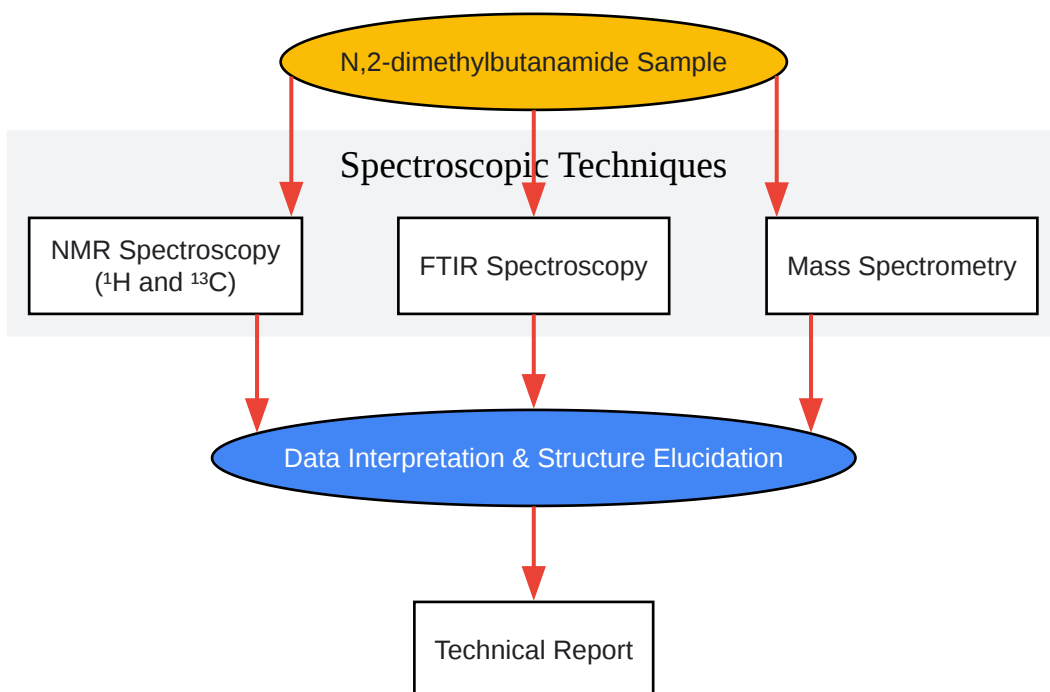 N,2-dimethylbutanamide Sample
Spectroscopic Techniques
NMR Spectroscopy
(¹H and ¹³C)
FTIR Spectroscopy
Mass Spectrometry
Data Interpretation & Structure Elucidation
Technical Report